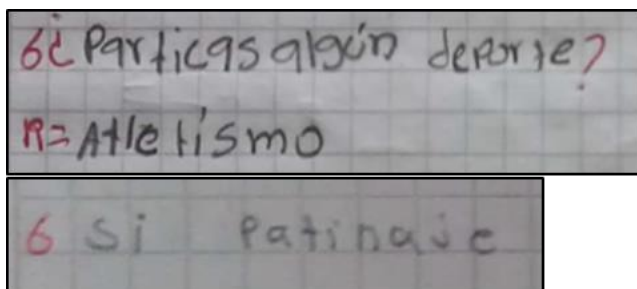 6¿ Particas algún deporte?
R= Atletismo
6 si patinaje